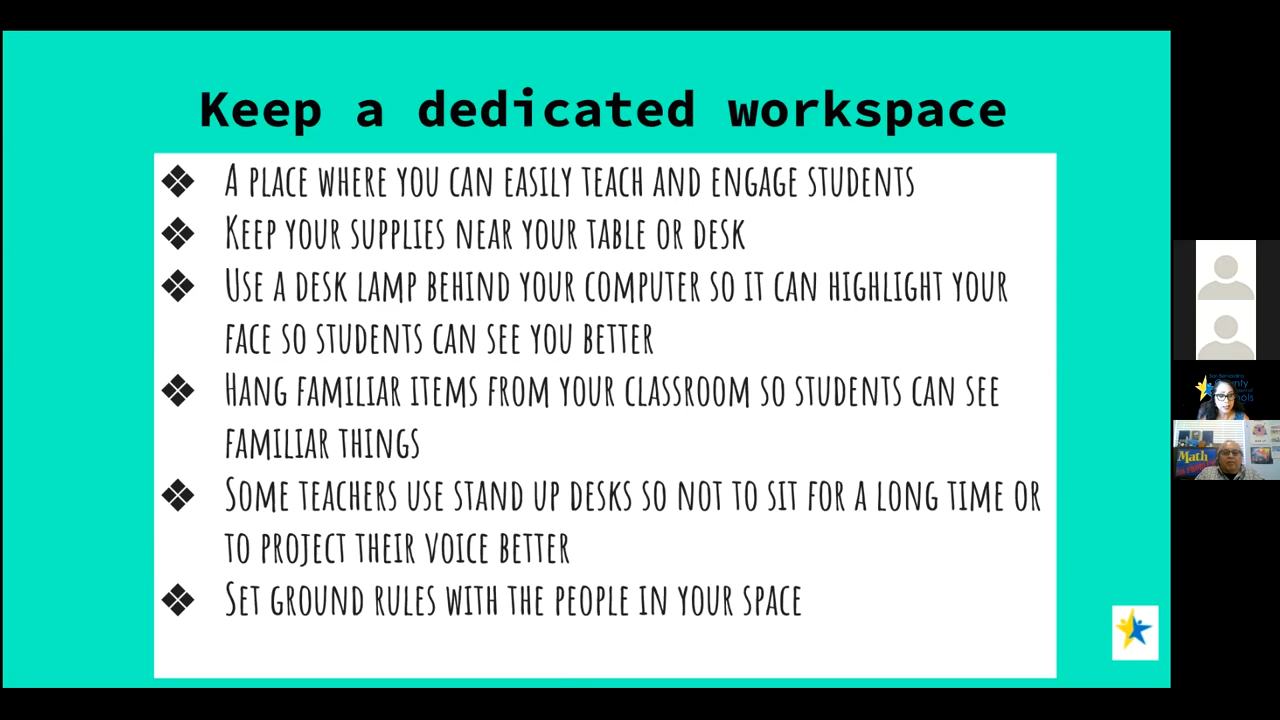 Keep a dedicated workspace
❖ A PLACE WHERE YOU CAN EASILY TEACH AND ENGAGE STUDENTS
❖ KEEP YOUR SUPPLIES NEAR YOUR TABLE OR DESK
❖ USE A DESK LAMP BEHIND YOUR COMPUTER SO IT CAN HIGHLIGHT YOUR
FACE SO STUDENTS CAN SEE YOU BETTER
❖ HANG FAMILIAR ITEMS FROM YOUR CLASSROOM SO STUDENTS CAN SEE
FAMILIAR THINGS
❖ SOME TEACHERS USE STAND UP DESKS SO NOT TO SIT FOR A LONG TIME OR
TO PROJECT THEIR VOICE BETTER
❖ SET GROUND RULES WITH THE PEOPLE IN YOUR SPACE
San Bernardino
County
Math